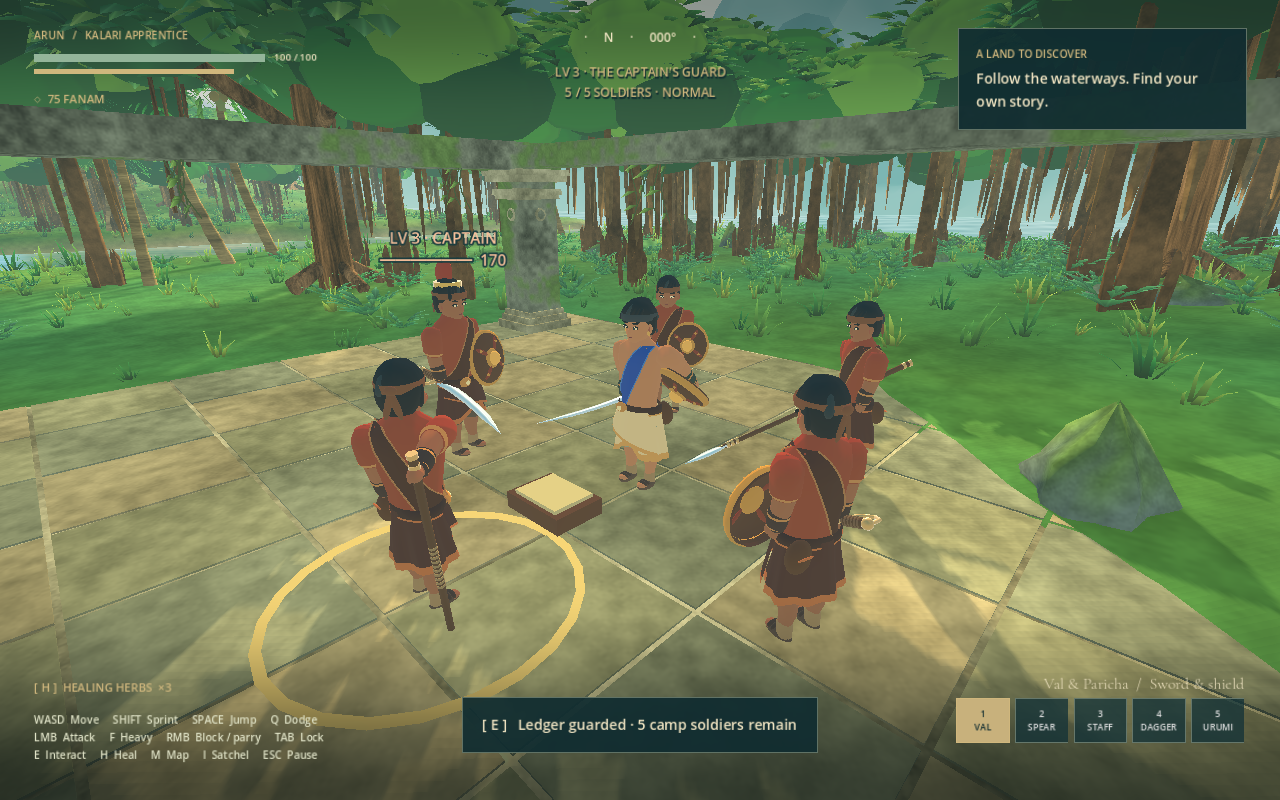 ARUN / KALARI APPRENTICE
100 / 100
75 FANAM
· N · 000° ·
LV 3 · THE CAPTAIN'S GUARD
5 / 5 SOLDIERS · NORMAL
A LAND TO DISCOVER
Follow the waterways. Find your
own story.
LV 3 · CAPTAIN
170
[ H ] HEALING HERBS ×3
WASD Move SHIFT Sprint SPACE Jump Q Dodge
LMB Attack F Heavy RMB Block / parry TAB Lock
E Interact H Heal M Map I Satchel ESC Pause
[ E ] Ledger guarded · 5 camp soldiers remain
Val & Paricha / Sword & shield
1 2 3 4 5
VAL SPEAR STAFF DAGGER URUMI